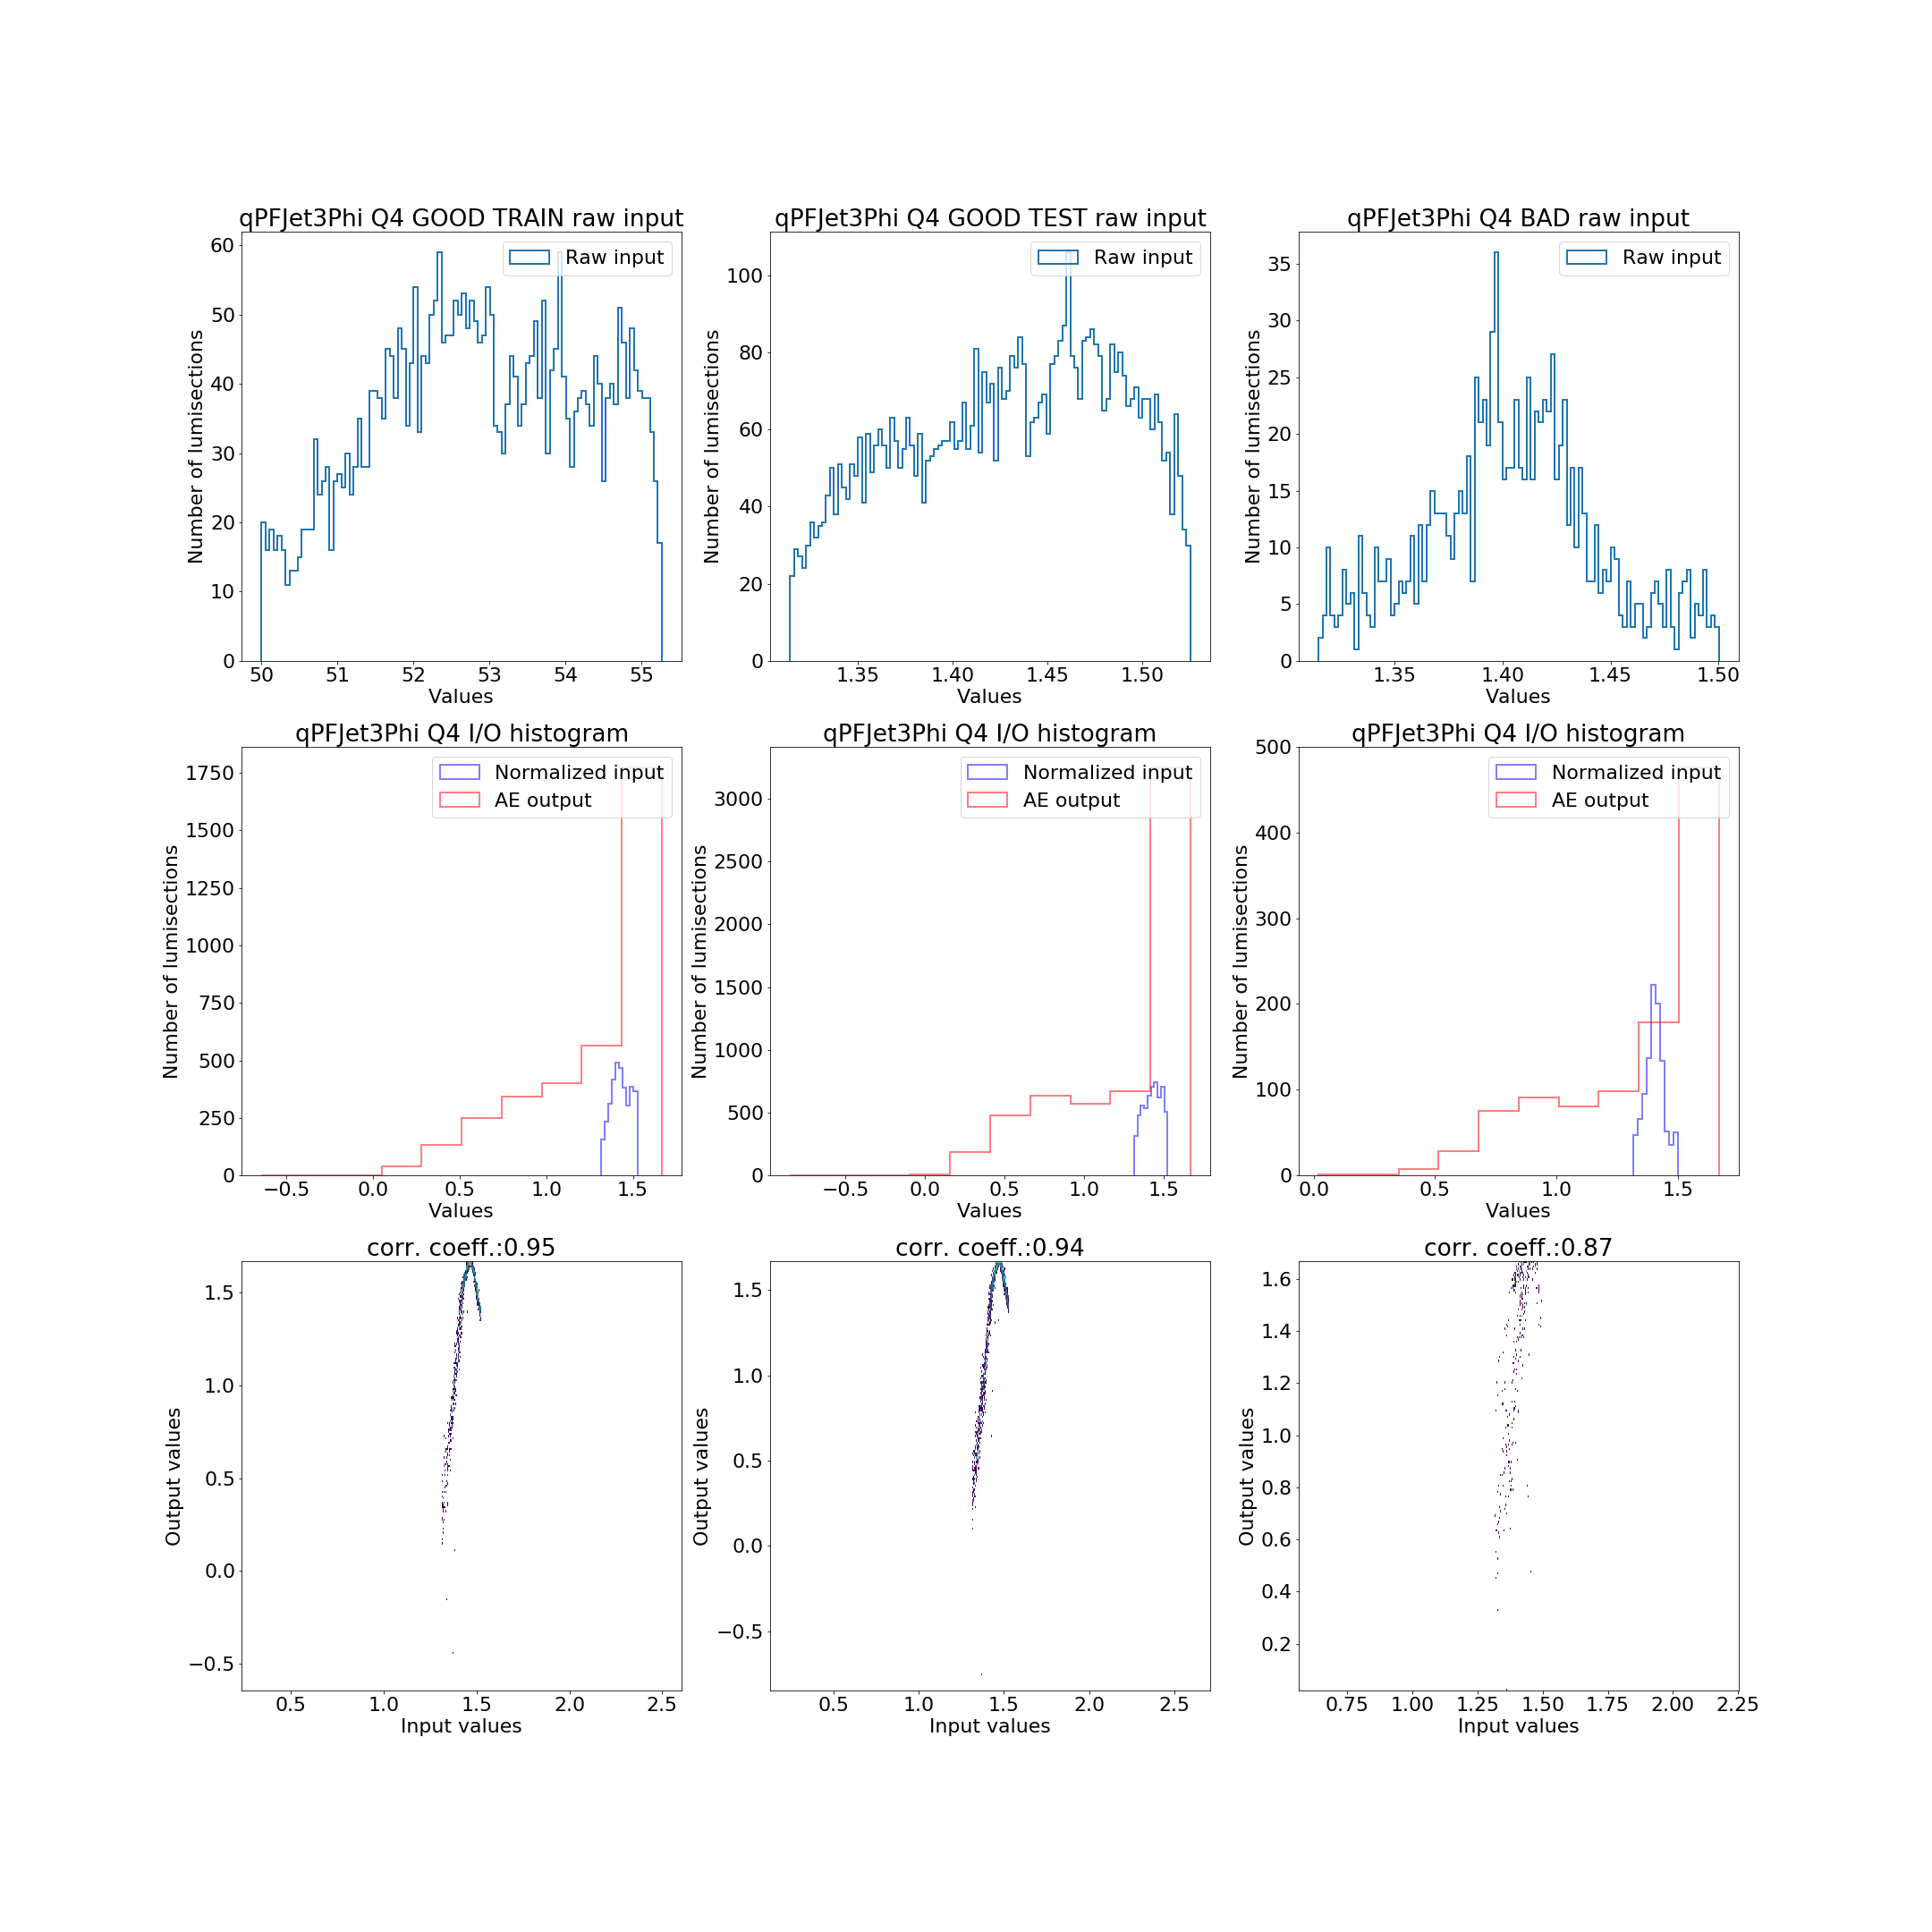 qPFJet3Phi Q4 GOOD TRAIN raw input
Raw input
Number of lumisections
0
10
20
30
40
50
60
50
51
52
53
54
55
Values
qPFJet3Phi Q4 GOOD TEST raw input
Raw input
Number of lumisections
0
20
40
60
80
100
1.35
1.40
1.45
1.50
Values
qPFJet3Phi Q4 BAD raw input
Raw input
Number of lumisections
0
5
10
15
20
25
30
35
1.35
1.40
1.45
1.50
Values
qPFJet3Phi Q4 I/O histogram
Normalized input
AE output
Number of lumisections
0
250
500
750
1000
1250
1500
1750
−0.5
0.0
0.5
1.0
1.5
Values
qPFJet3Phi Q4 I/O histogram
Normalized input
AE output
Number of lumisections
0
500
1000
1500
2000
2500
3000
−0.5
0.0
0.5
1.0
1.5
Values
qPFJet3Phi Q4 I/O histogram
Normalized input
AE output
Number of lumisections
0
100
200
300
400
500
0.0
0.5
1.0
1.5
Values
corr. coeff.:0.95
Output values
−0.5
0.0
0.5
1.0
1.5
0.5
1.0
1.5
2.0
2.5
Input values
corr. coeff.:0.94
Output values
−0.5
0.0
0.5
1.0
1.5
0.5
1.0
1.5
2.0
2.5
Input values
corr. coeff.:0.87
Output values
0.2
0.4
0.6
0.8
1.0
1.2
1.4
1.6
0.75
1.00
1.25
1.50
1.75
2.00
2.25
Input values